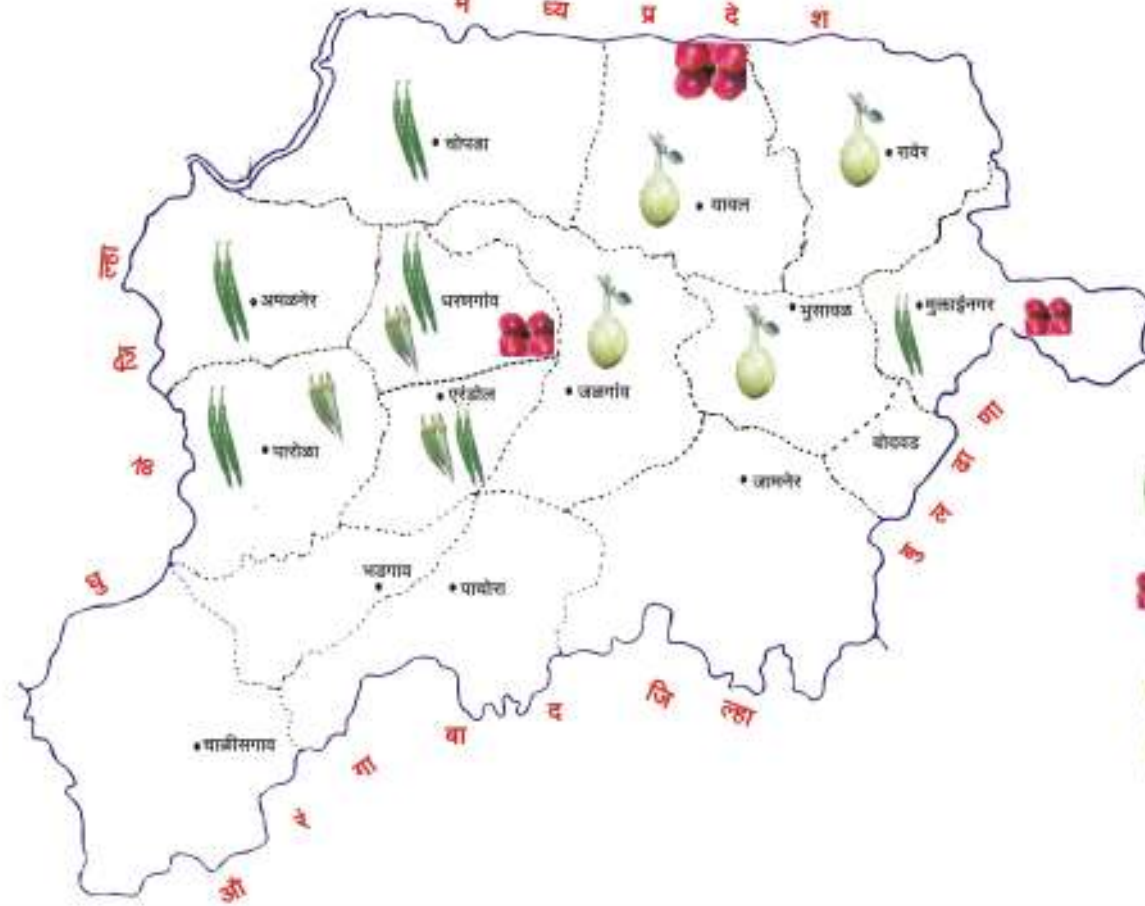 मध्य प्रदेश
चोपडा
रावेर
यावल
अमळनेर
धरणगांव
भुसावळ
मुक्ताईनगर
एरंडोल
जळगांव
पारोळा
बोदवड
जामनेर
भडगाव
पाचोरा
चाळीसगाव
धुळे जिल्हा
औरंगाबाद जिल्हा
बुलढाणा